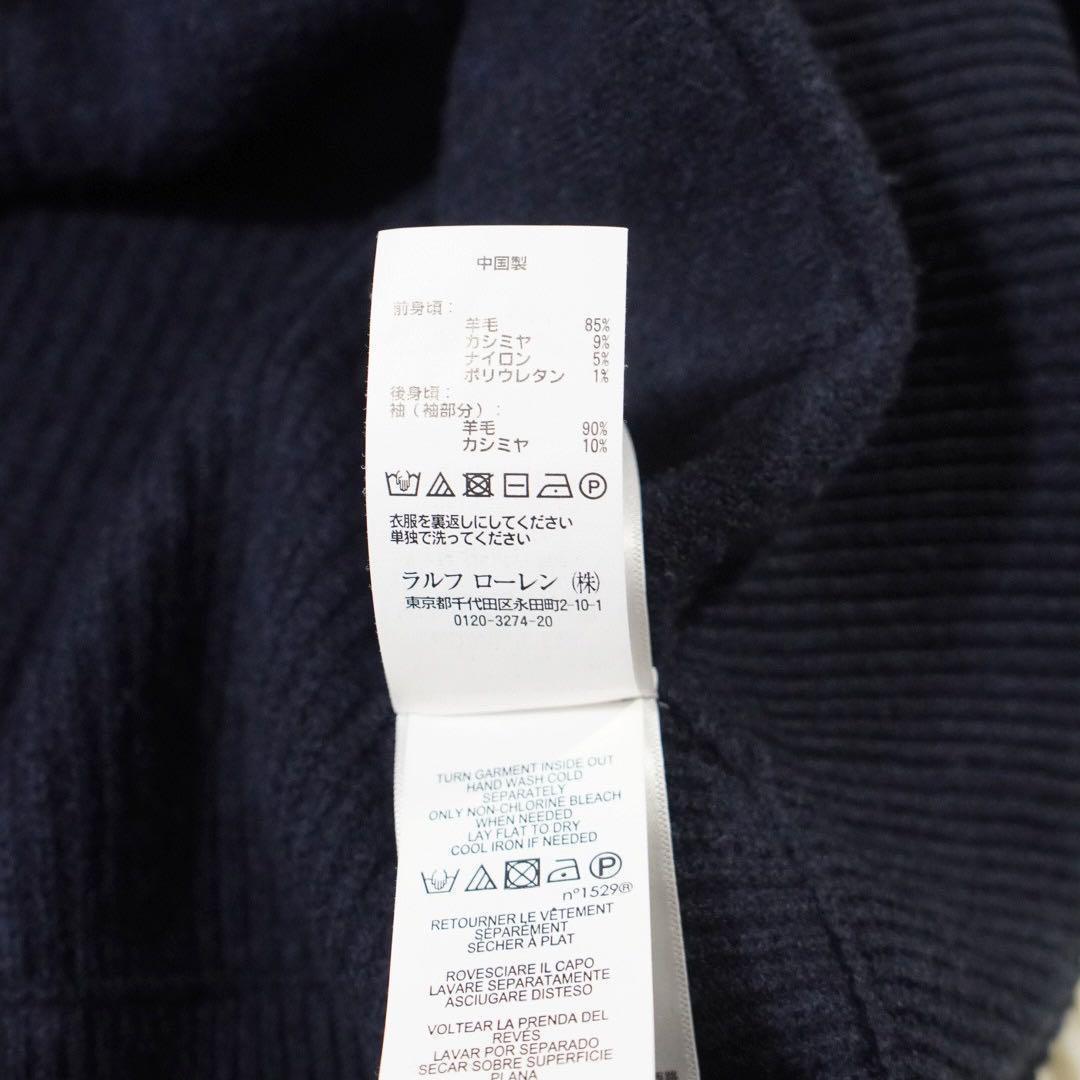 中国製
前身頃:
羊毛 85%
カシミヤ 9%
ナイロン 5%
ポリウレタン 1%
後身頃:
袖(袖部分):
羊毛 90%
カシミヤ 10%
P
衣服を裏返しにしてください
単独で洗ってください
ラルフ ローレン (株)
東京都千代田区永田町2-10-1
0120-3274-20
TURN GARMENT INSIDE OUT
HAND WASH COLD
SEPARATELY
ONLY NON-CHLORINE BLEACH
WHEN NEEDED
LAY FLAT TO DRY
COOL IRON IF NEEDED
P
n°1529®
RETOURNER LE VÊTEMENT
SÉPARÉMENT
SÉCHER À PLAT
ROVESCIARE IL CAPO
LAVARE SEPARATAMENTE
ASCIUGARE DISTESO
VOLTEAR LA PRENDA DEL
REVÉS
LAVAR POR SEPARADO
SECAR SOBRE SUPERFICIE
PLANA